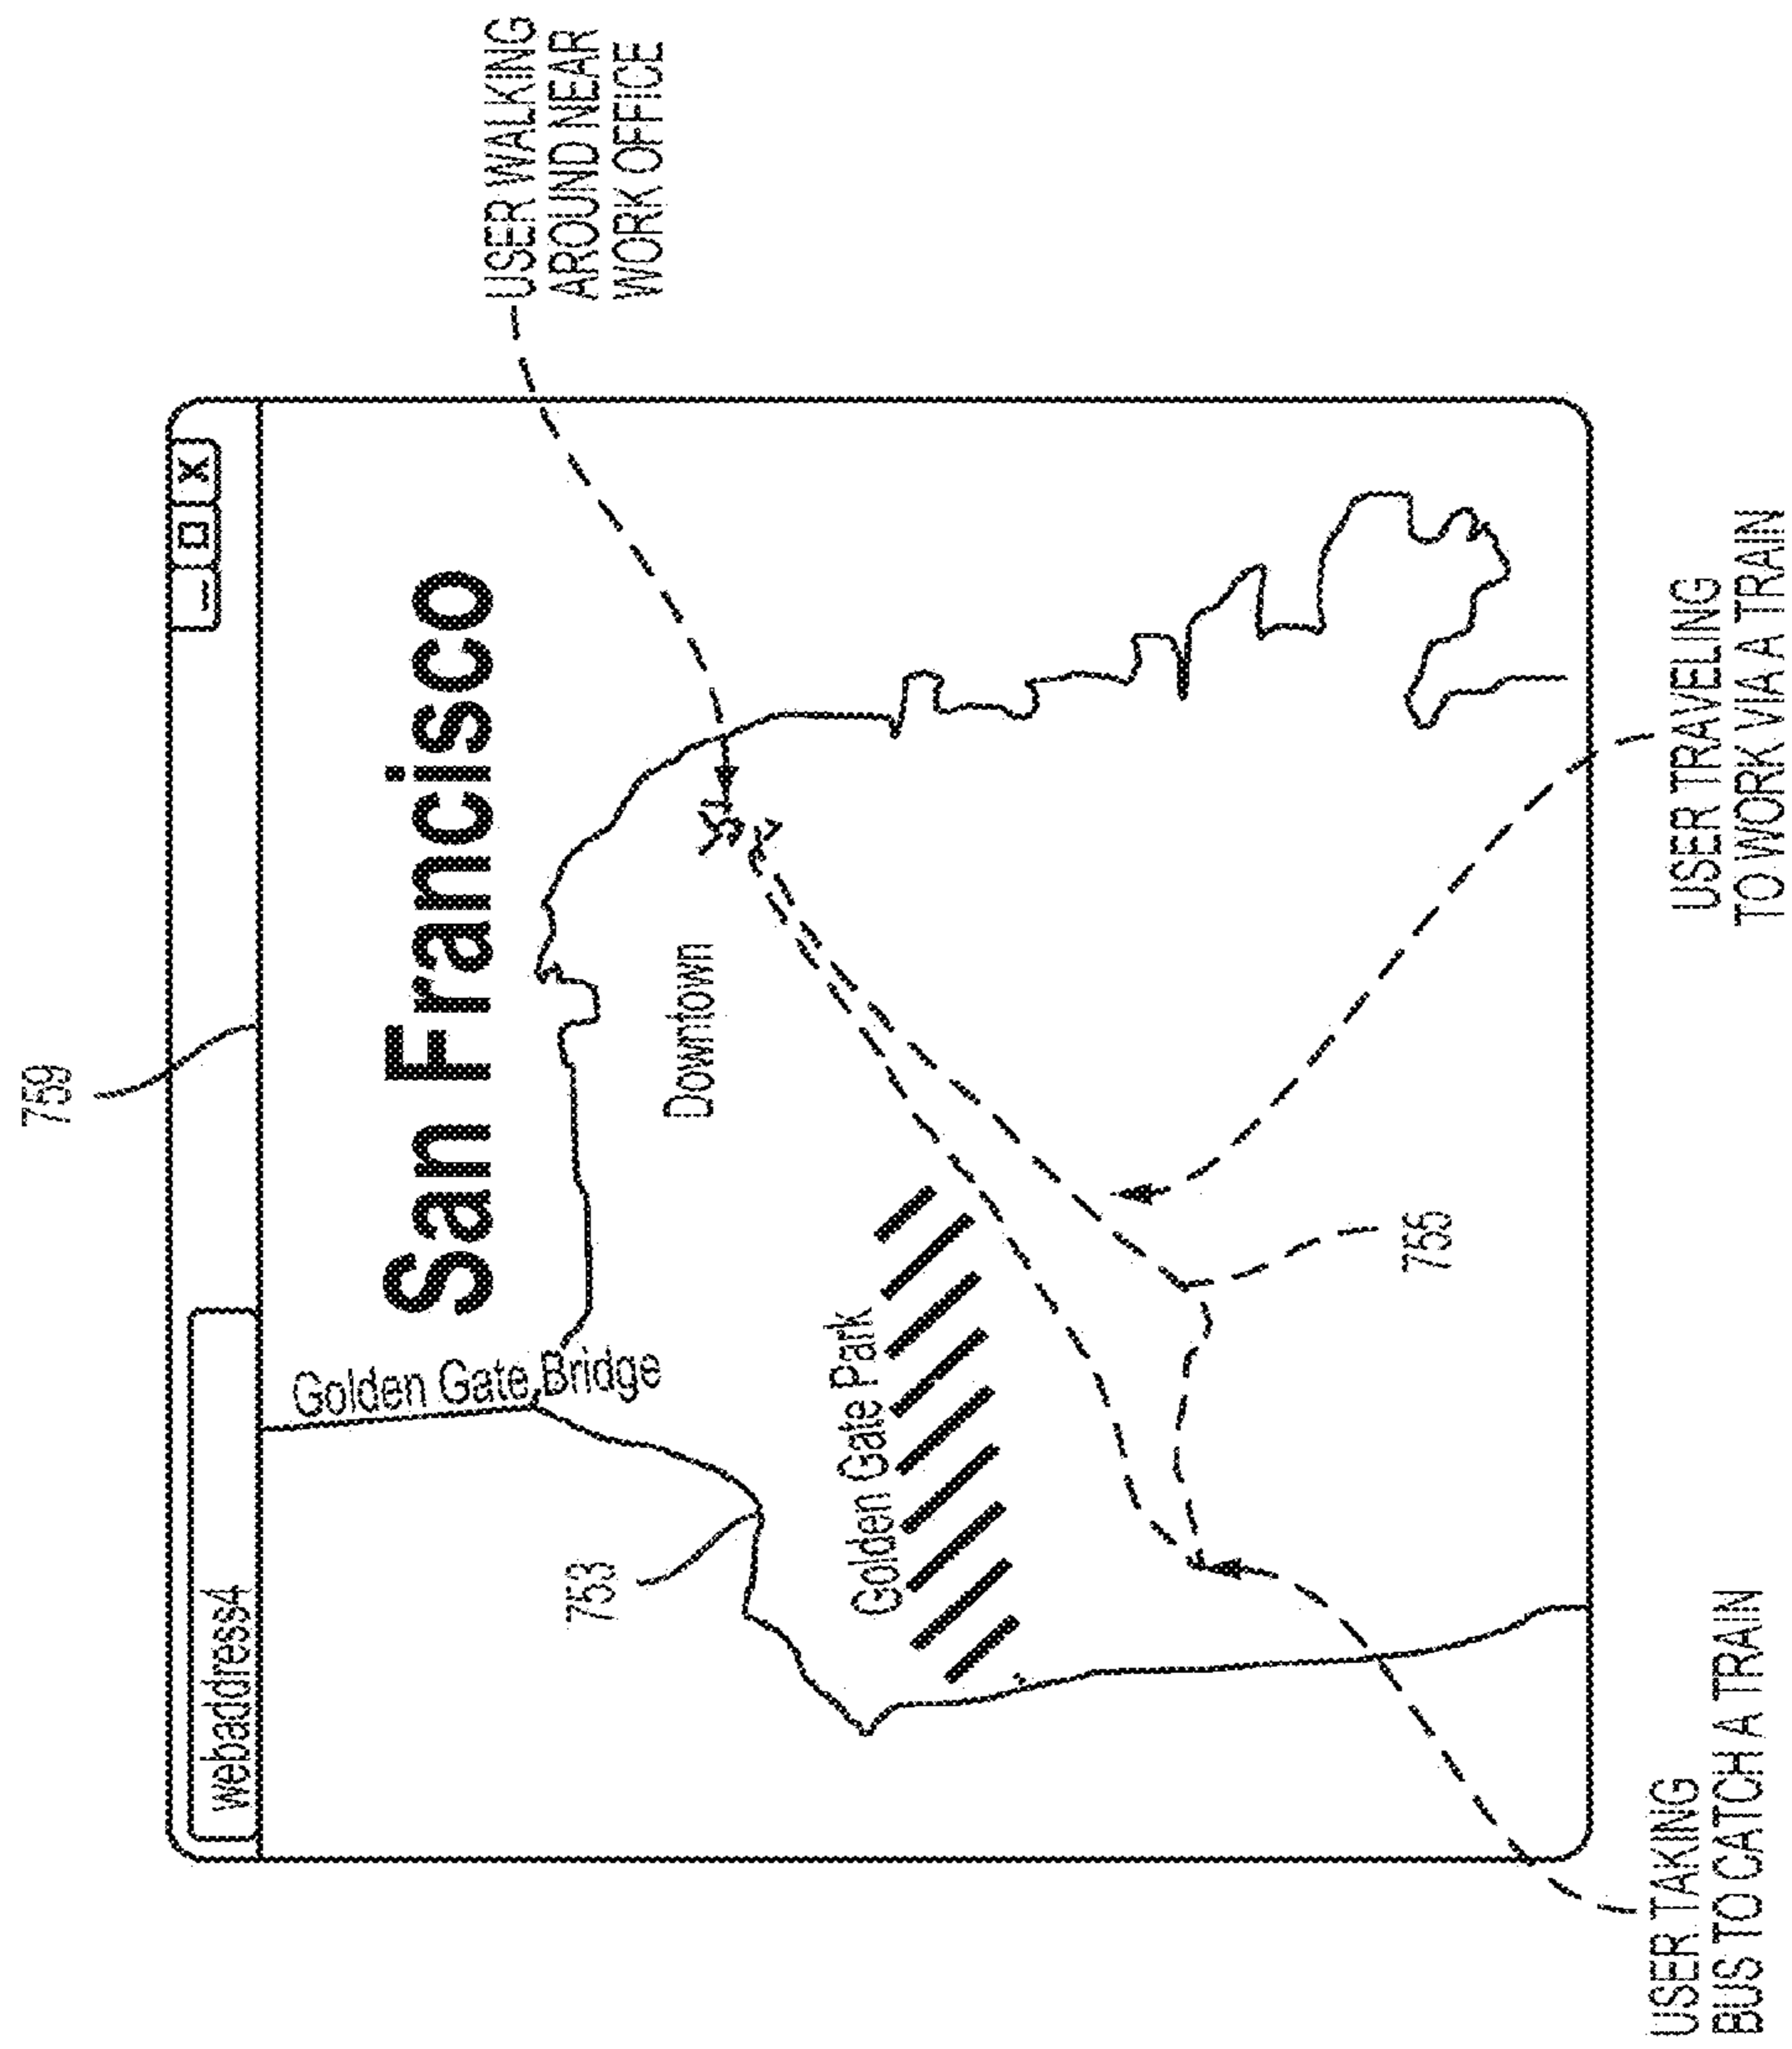 759
webaddress4
San Francisco
Golden Gate Bridge
Downtown
753
Golden Gate Park
755
USER WALKING
AROUND NEAR
WORK OFFICE
USER TAKING
BUS TO CATCH A TRAIN
USER TRAVELING
TO WORK VIA A TRAIN